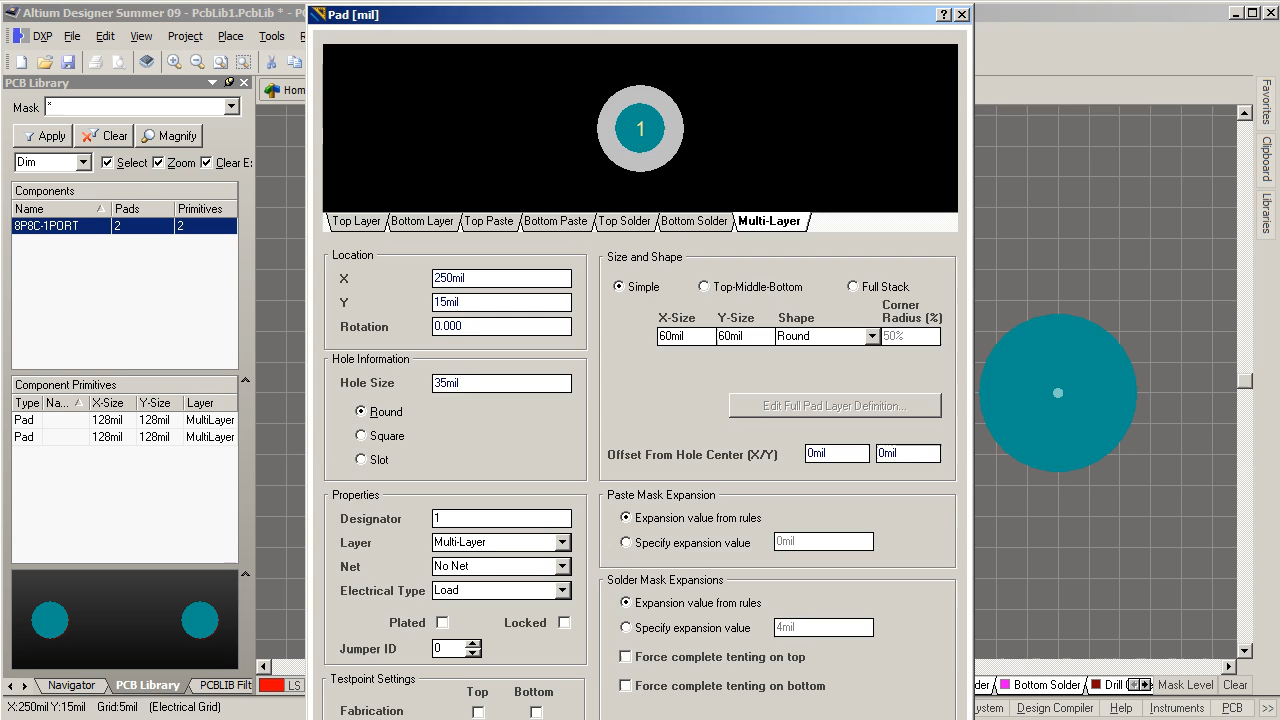 Altium Designer Summer 09 - PcbLib1.PcbLib * -
Pad [mil]
DXP File Edit View Project Place Tools
Home
PCB Library
Mask *
Apply Clear Magnify
Dim Select Zoom Clear E:
Components
Name Pads Primitives
8P8C-1PORT 2 2
Component Primitives
Type Na... X-Size Y-Size Layer
Pad 128mil 128mil MultiLayer
Pad 128mil 128mil MultiLayer
Navigator PCB Library PCBLIB Filt
LS
X:250mil Y:15mil Grid:5mil (Electrical Grid)
1
Top Layer Bottom Layer Top Paste Bottom Paste Top Solder Bottom Solder Multi-Layer
Location
X 250mil
Y 15mil
Rotation 0.000
Hole Information
Hole Size 35mil
Round
Square
Slot
Properties
Designator 1
Layer Multi-Layer
Net No Net
Electrical Type Load
Plated Locked
Jumper ID 0
Testpoint Settings
Top Bottom
Fabrication
Size and Shape
Simple Top-Middle-Bottom Full Stack
X-Size Y-Size Shape Corner Radius (%)
60mil 60mil Round 50%
Edit Full Pad Layer Definition...
Offset From Hole Center (X/Y) 0mil 0mil
Paste Mask Expansion
Expansion value from rules
Specify expansion value 0mil
Solder Mask Expansions
Expansion value from rules
Specify expansion value 4mil
Force complete tenting on top
Force complete tenting on bottom
Favorites
Clipboard
Libraries
der Bottom Solder Drill Mask Level Clear
ystem Design Compiler Help Instruments PCB >>